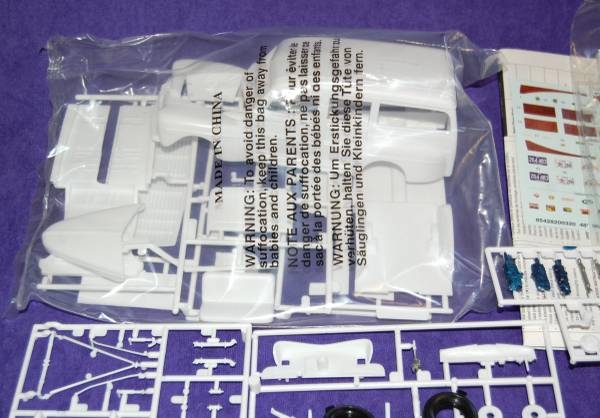 MADE IN CHINA
WARNING: To avoid danger of
suffocation, keep this bag away from
babies and children.
NOTE AUX PARENTS : Pour éviter le
danger de suffocation, ne pas laisser ce
sac à la portée des bébés ni des enfants.
WARNUNG: Um Erstickungsgefahr zu
verhüten, halten Sie diese Tüte von
Säuglingen und Kleinkindern fern.